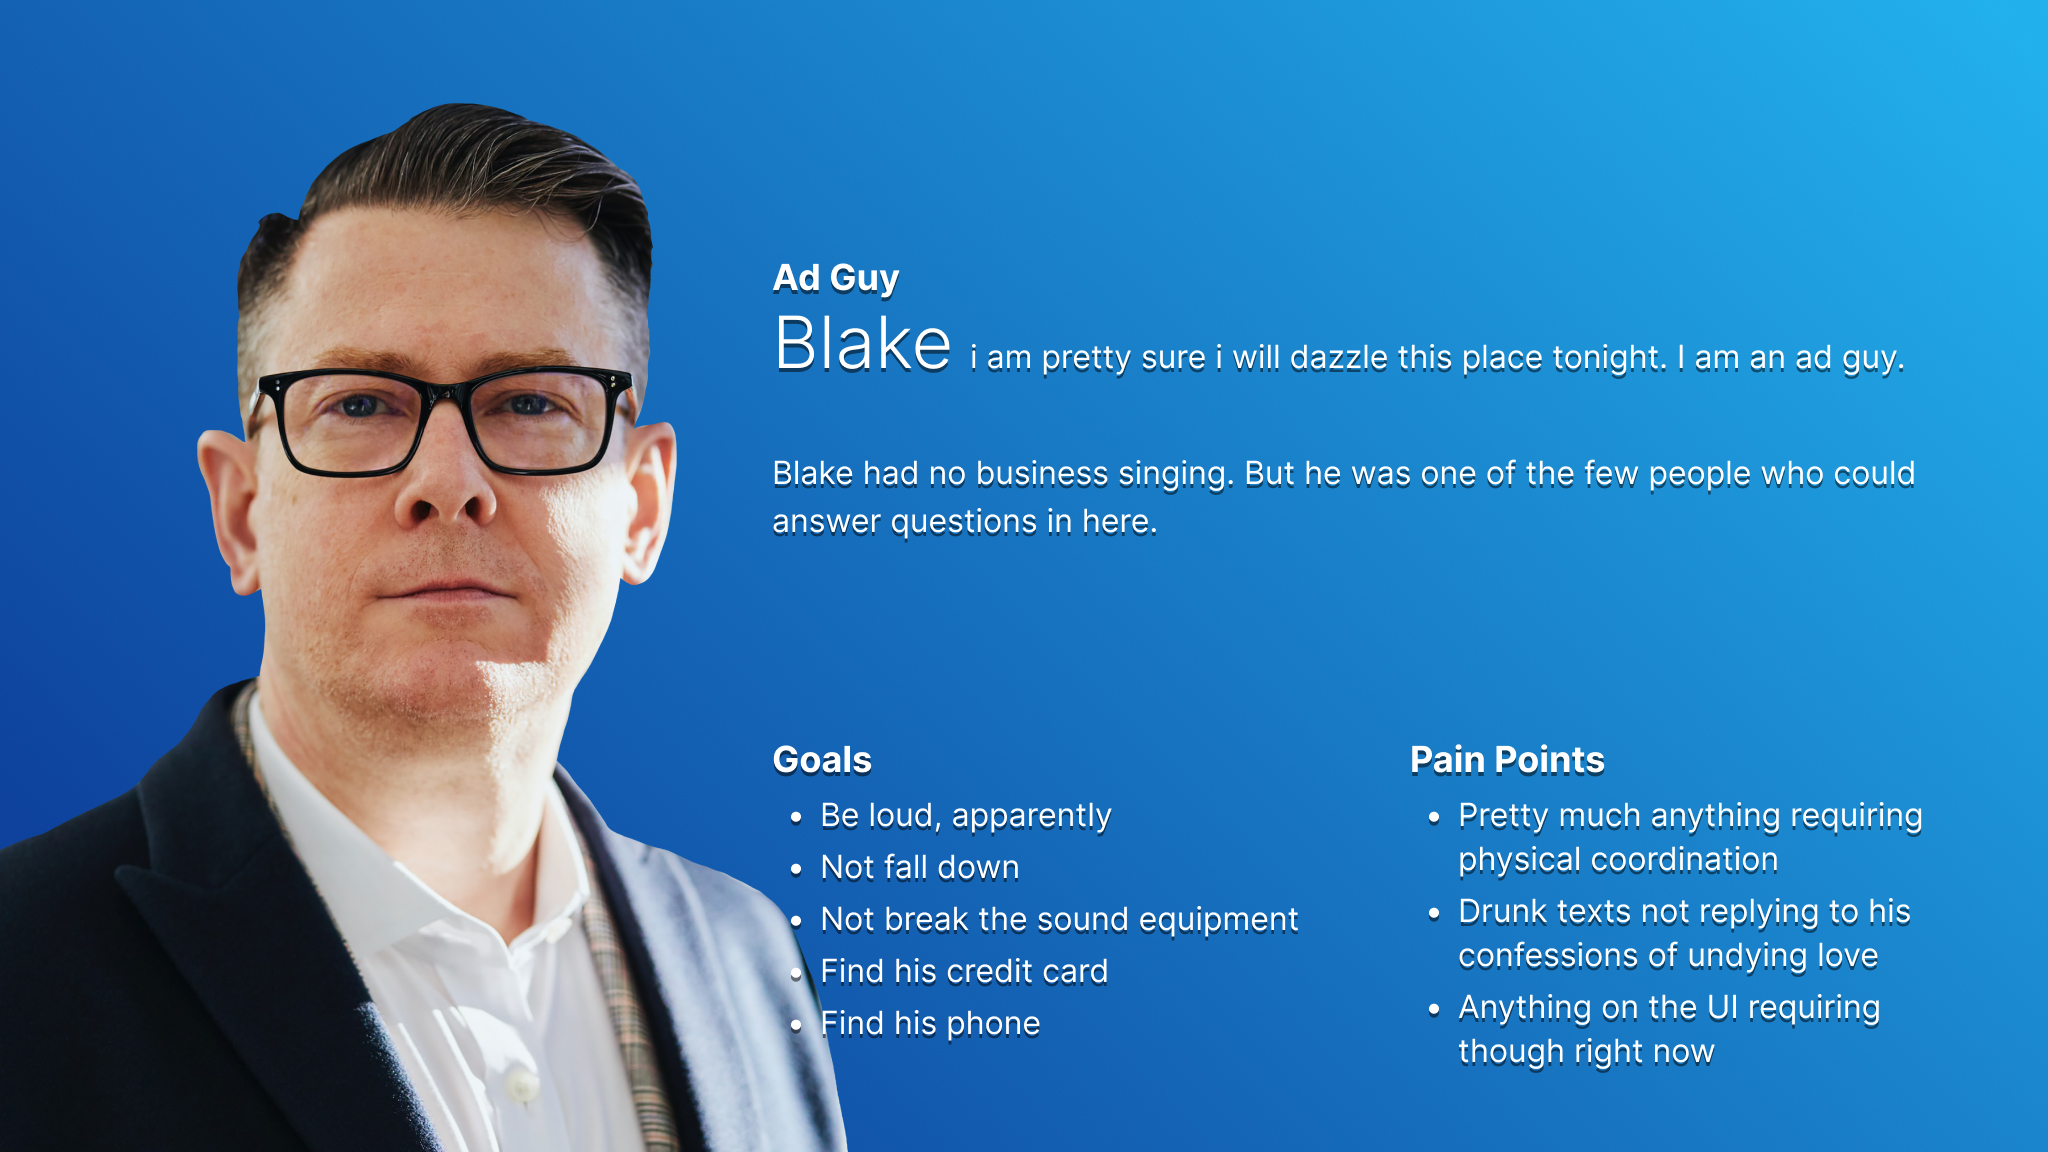 Ad Guy
Blake i am pretty sure i will dazzle this place tonight. I am an ad guy.
Blake had no business singing. But he was one of the few people who could
answer questions in here.
Goals
• Be loud, apparently
• Not fall down
• Not break the sound equipment
• Find his credit card
• Find his phone
Pain Points
• Pretty much anything requiring
physical coordination
• Drunk texts not replying to his
confessions of undying love
• Anything on the UI requiring
though right now